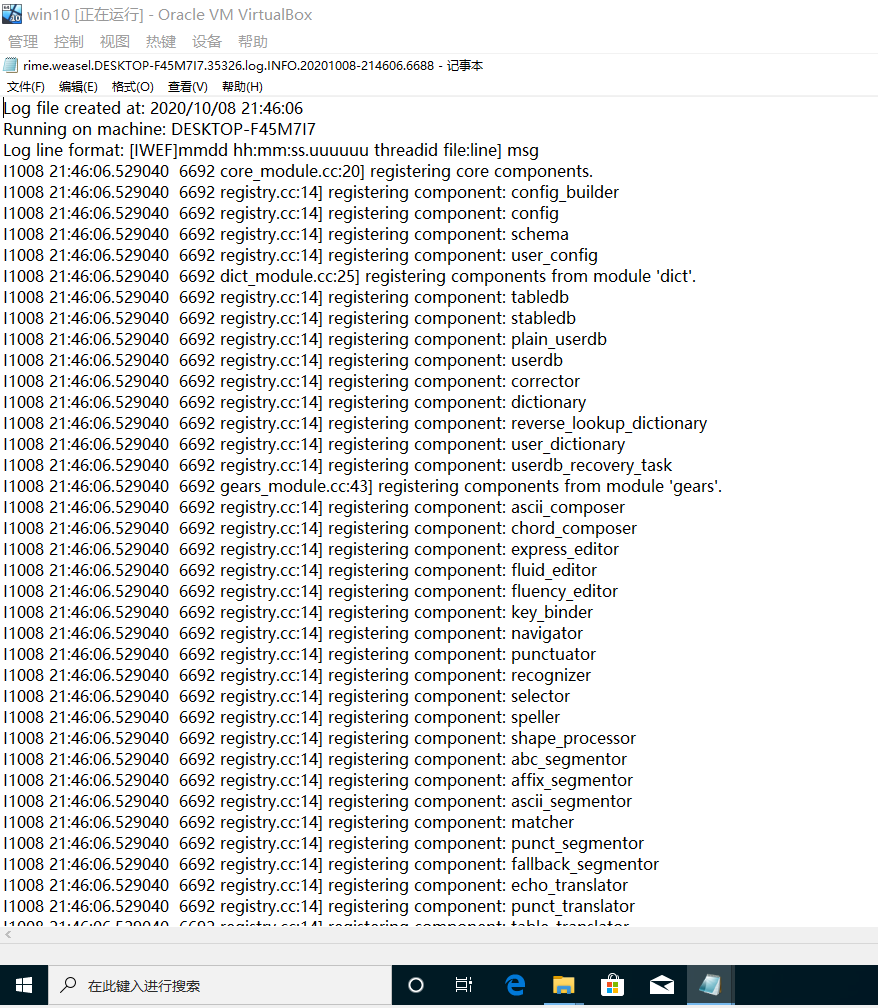 win10 [正在运行] - Oracle VM VirtualBox
管理 控制 视图 热键 设备 帮助
rime.weasel.DESKTOP-F45M7I7.35326.log.INFO.20201008-214606.6688 - 记事本
文件(F) 编辑(E) 格式(O) 查看(V) 帮助(H)
Log file created at: 2020/10/08 21:46:06
Running on machine: DESKTOP-F45M7I7
Log line format: [IWEF]mmdd hh:mm:ss.uuuuuu threadid file:line] msg
I1008 21:46:06.529040  6692 core_module.cc:20] registering core components.
I1008 21:46:06.529040  6692 registry.cc:14] registering component: config_builder
I1008 21:46:06.529040  6692 registry.cc:14] registering component: config
I1008 21:46:06.529040  6692 registry.cc:14] registering component: schema
I1008 21:46:06.529040  6692 registry.cc:14] registering component: user_config
I1008 21:46:06.529040  6692 dict_module.cc:25] registering components from module 'dict'.
I1008 21:46:06.529040  6692 registry.cc:14] registering component: tabledb
I1008 21:46:06.529040  6692 registry.cc:14] registering component: stabledb
I1008 21:46:06.529040  6692 registry.cc:14] registering component: plain_userdb
I1008 21:46:06.529040  6692 registry.cc:14] registering component: userdb
I1008 21:46:06.529040  6692 registry.cc:14] registering component: corrector
I1008 21:46:06.529040  6692 registry.cc:14] registering component: dictionary
I1008 21:46:06.529040  6692 registry.cc:14] registering component: reverse_lookup_dictionary
I1008 21:46:06.529040  6692 registry.cc:14] registering component: user_dictionary
I1008 21:46:06.529040  6692 registry.cc:14] registering component: userdb_recovery_task
I1008 21:46:06.529040  6692 gears_module.cc:43] registering components from module 'gears'.
I1008 21:46:06.529040  6692 registry.cc:14] registering component: ascii_composer
I1008 21:46:06.529040  6692 registry.cc:14] registering component: chord_composer
I1008 21:46:06.529040  6692 registry.cc:14] registering component: express_editor
I1008 21:46:06.529040  6692 registry.cc:14] registering component: fluid_editor
I1008 21:46:06.529040  6692 registry.cc:14] registering component: fluency_editor
I1008 21:46:06.529040  6692 registry.cc:14] registering component: key_binder
I1008 21:46:06.529040  6692 registry.cc:14] registering component: navigator
I1008 21:46:06.529040  6692 registry.cc:14] registering component: punctuator
I1008 21:46:06.529040  6692 registry.cc:14] registering component: recognizer
I1008 21:46:06.529040  6692 registry.cc:14] registering component: selector
I1008 21:46:06.529040  6692 registry.cc:14] registering component: speller
I1008 21:46:06.529040  6692 registry.cc:14] registering component: shape_processor
I1008 21:46:06.529040  6692 registry.cc:14] registering component: abc_segmentor
I1008 21:46:06.529040  6692 registry.cc:14] registering component: affix_segmentor
I1008 21:46:06.529040  6692 registry.cc:14] registering component: ascii_segmentor
I1008 21:46:06.529040  6692 registry.cc:14] registering component: matcher
I1008 21:46:06.529040  6692 registry.cc:14] registering component: punct_segmentor
I1008 21:46:06.529040  6692 registry.cc:14] registering component: fallback_segmentor
I1008 21:46:06.529040  6692 registry.cc:14] registering component: echo_translator
I1008 21:46:06.529040  6692 registry.cc:14] registering component: punct_translator
在此键入进行搜索